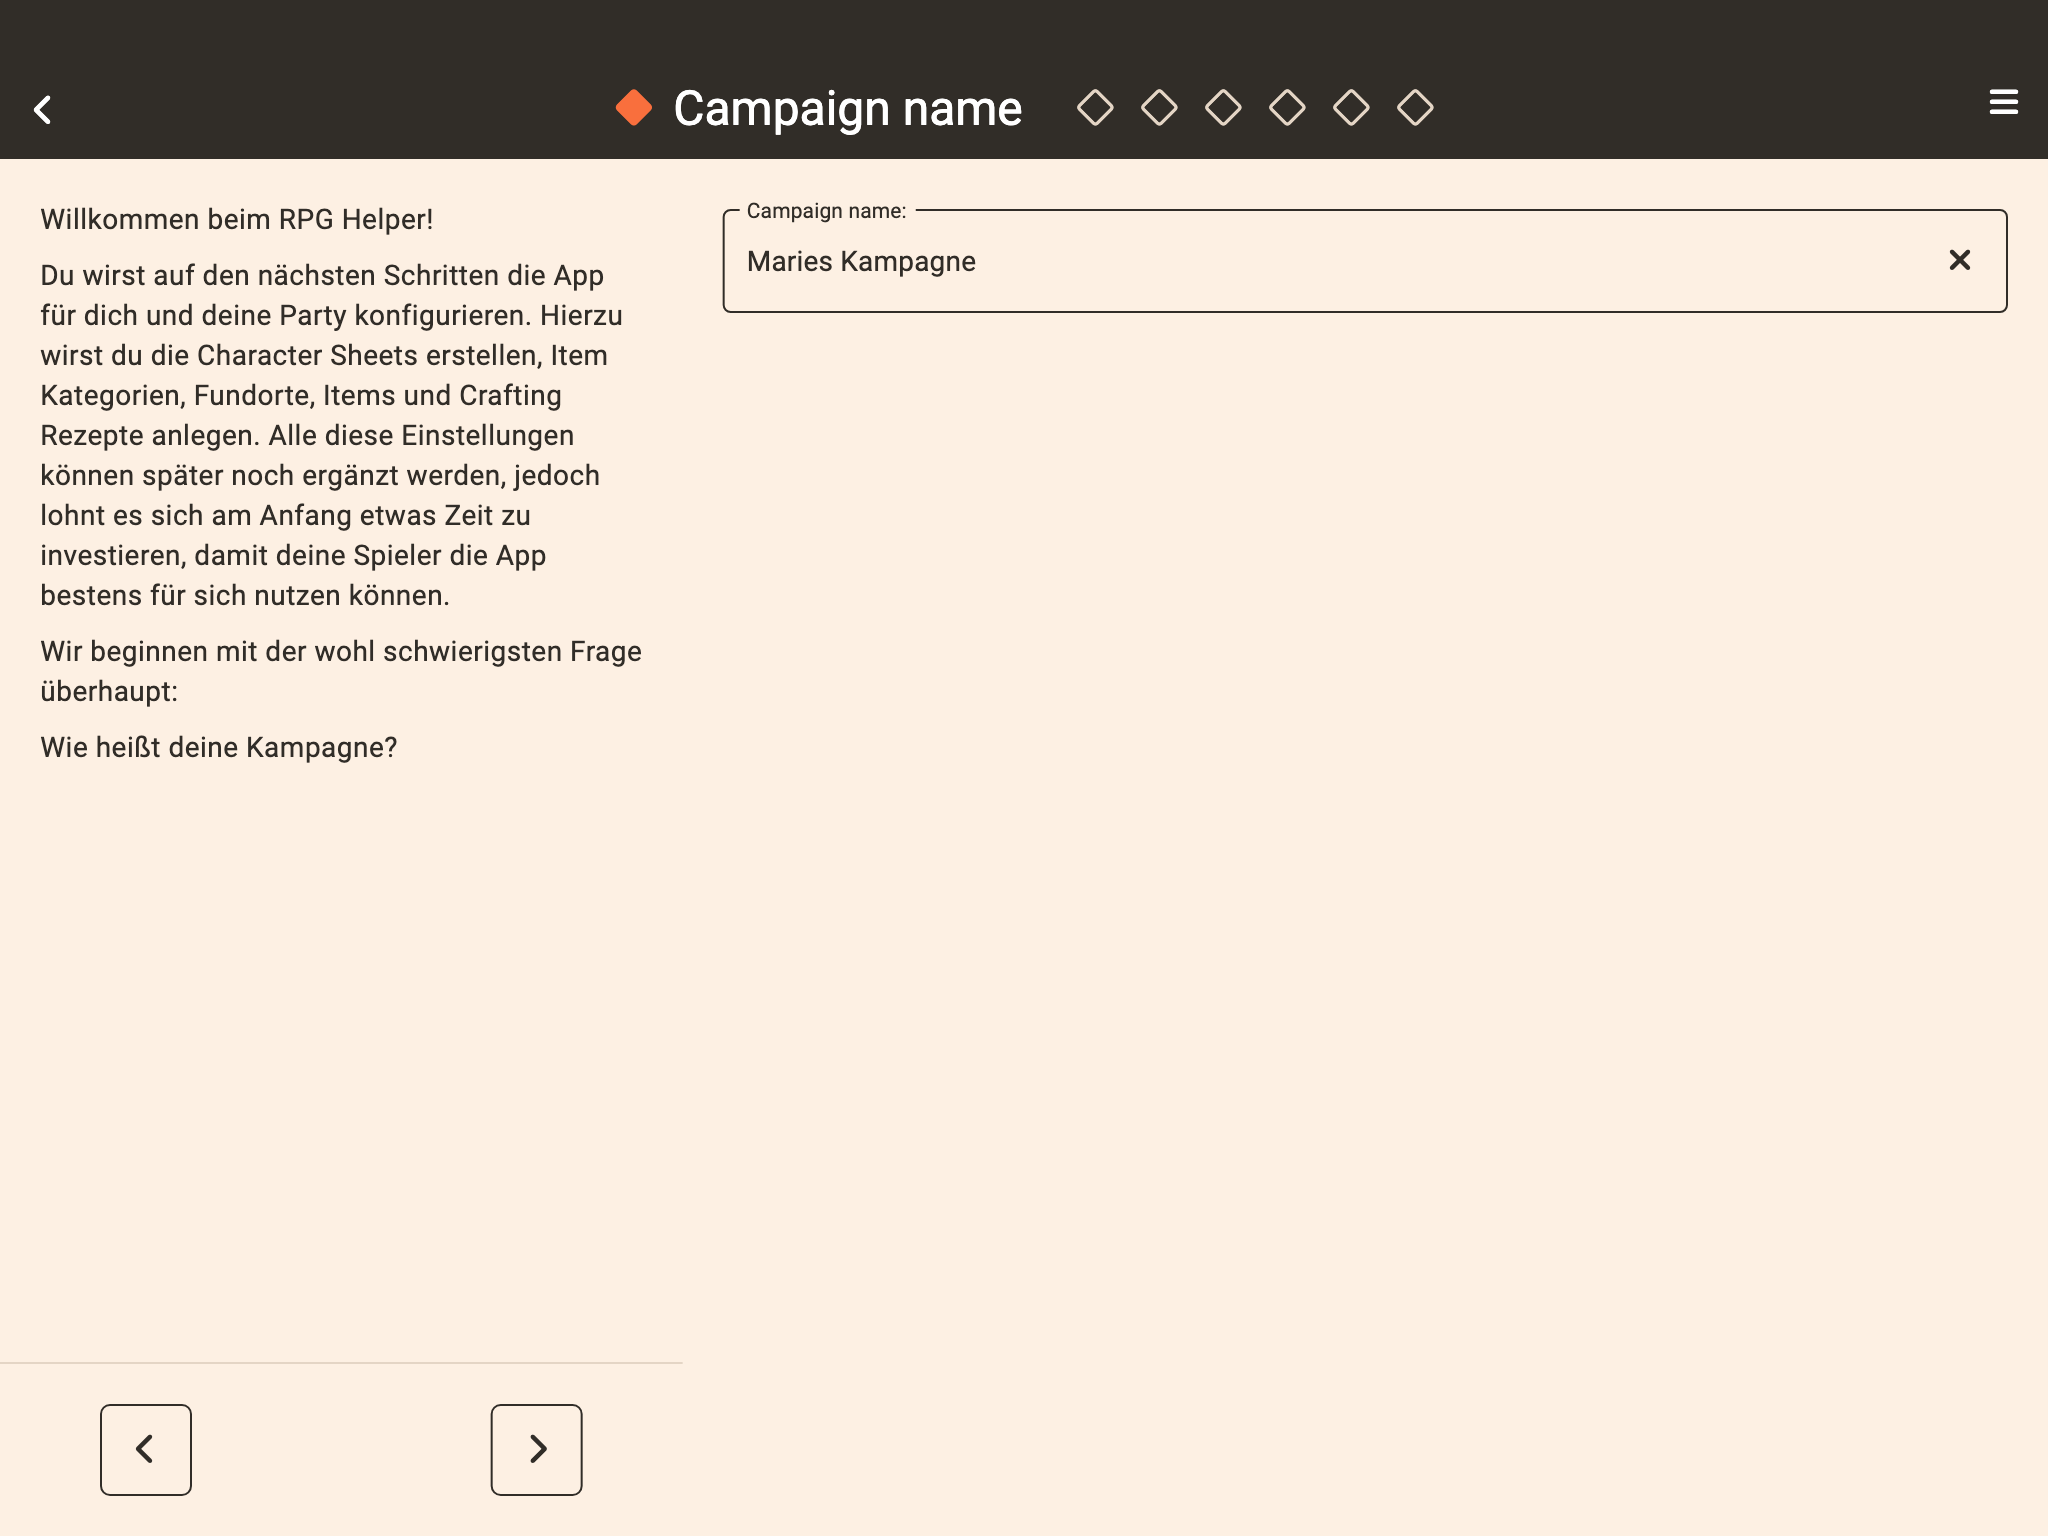 Campaign name
Willkommen beim RPG Helper!
Du wirst auf den nächsten Schritten die App
für dich und deine Party konfigurieren. Hierzu
wirst du die Character Sheets erstellen, Item
Kategorien, Fundorte, Items und Crafting
Rezepte anlegen. Alle diese Einstellungen
können später noch ergänzt werden, jedoch
lohnt es sich am Anfang etwas Zeit zu
investieren, damit deine Spieler die App
bestens für sich nutzen können.
Wir beginnen mit der wohl schwierigsten Frage
überhaupt:
Wie heißt deine Kampagne?
Campaign name:
Maries Kampagne